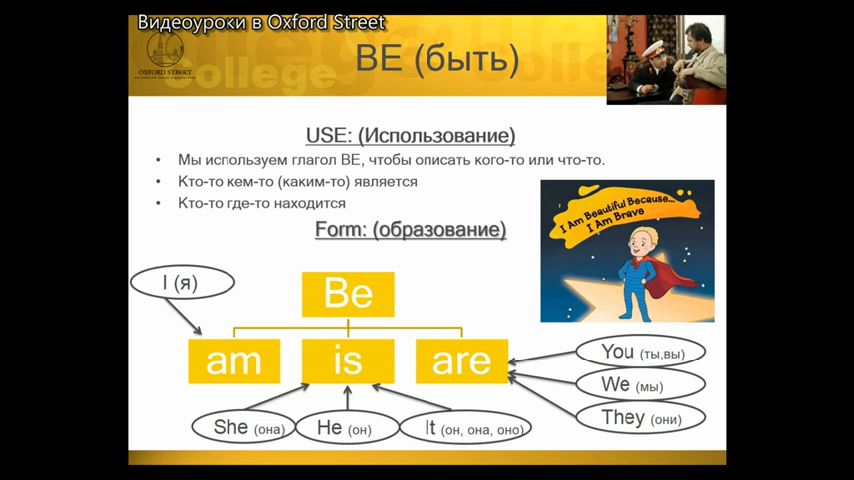 Видеоуроки в Oxford Street
BE (быть)
OXFORD STREET
College
USE: (Использование)
• Мы используем глагол BE, чтобы описать кого-то или что-то.
• Кто-то кем-то (каким-то) является
• Кто-то где-то находится
I Am Beautiful Because...
I Am Brave
Form: (образование)
I (я)
Be
am is are
You (ты,вы)
We (мы)
They (они)
She (она) He (он) It (он, она, оно)